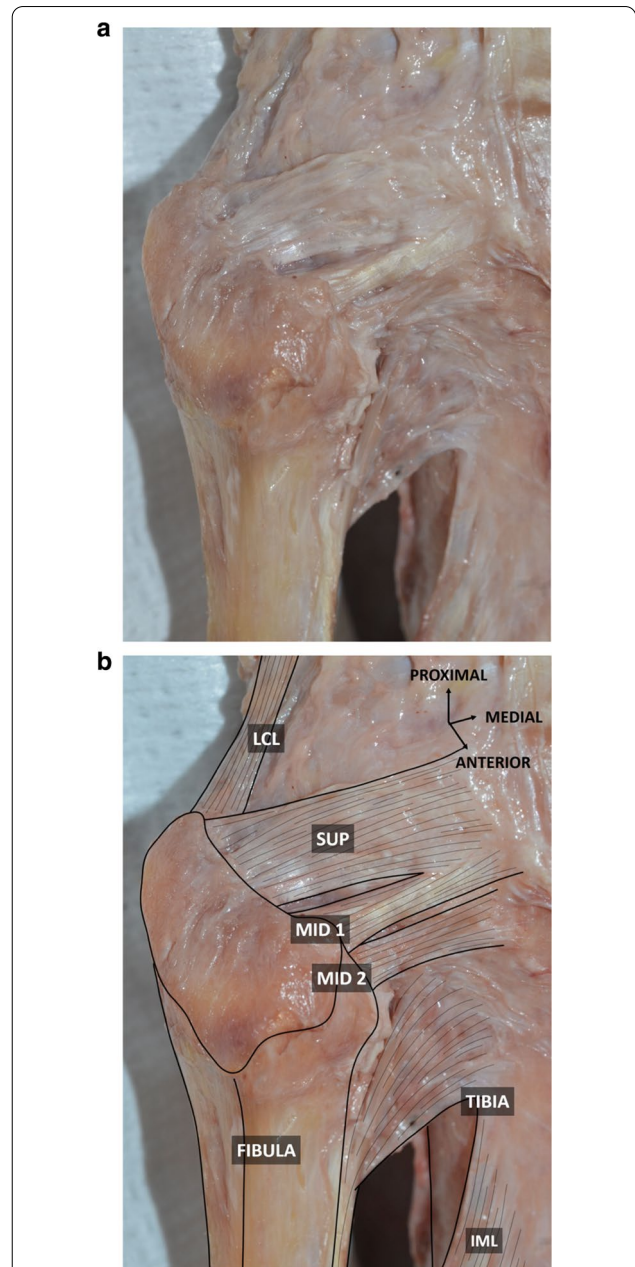 a
b
PROXIMAL
MEDIAL
LCL
ANTERIOR
SUP
MID 1
MID 2
TIBIA
FIBULA
IML